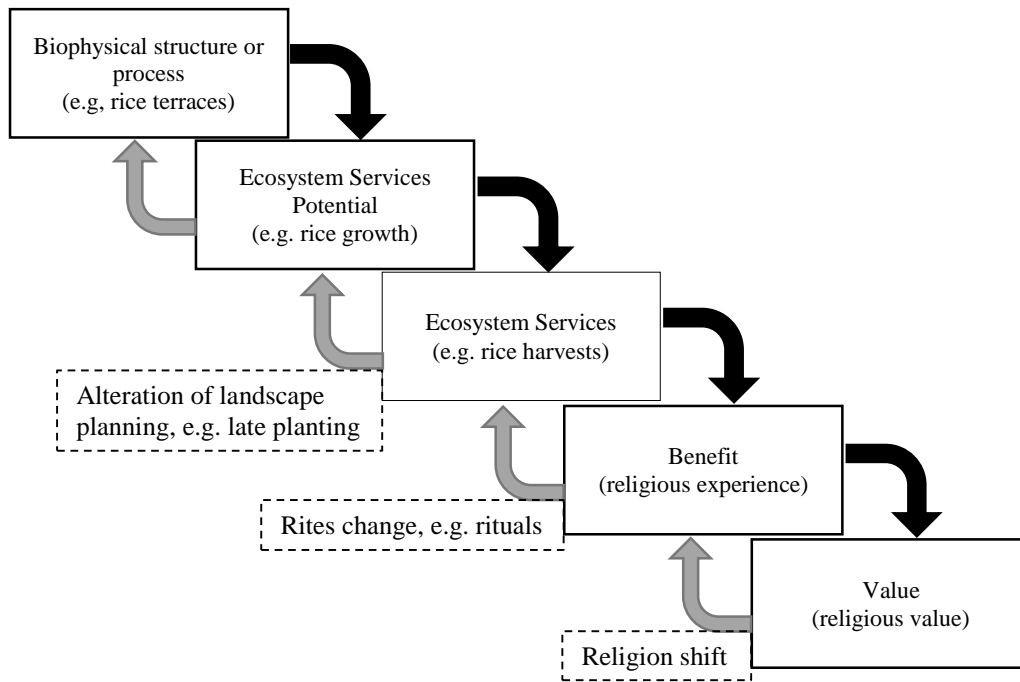 Biophysical structure or
process
(e.g, rice terraces)
Ecosystem Services
Potential
(e.g. rice growth)
Ecosystem Services
(e.g. rice harvests)
Alteration of landscape
planning, e.g. late planting
Benefit
(religious experience)
Rites change, e.g. rituals
Value
(religious value)
Religion shift